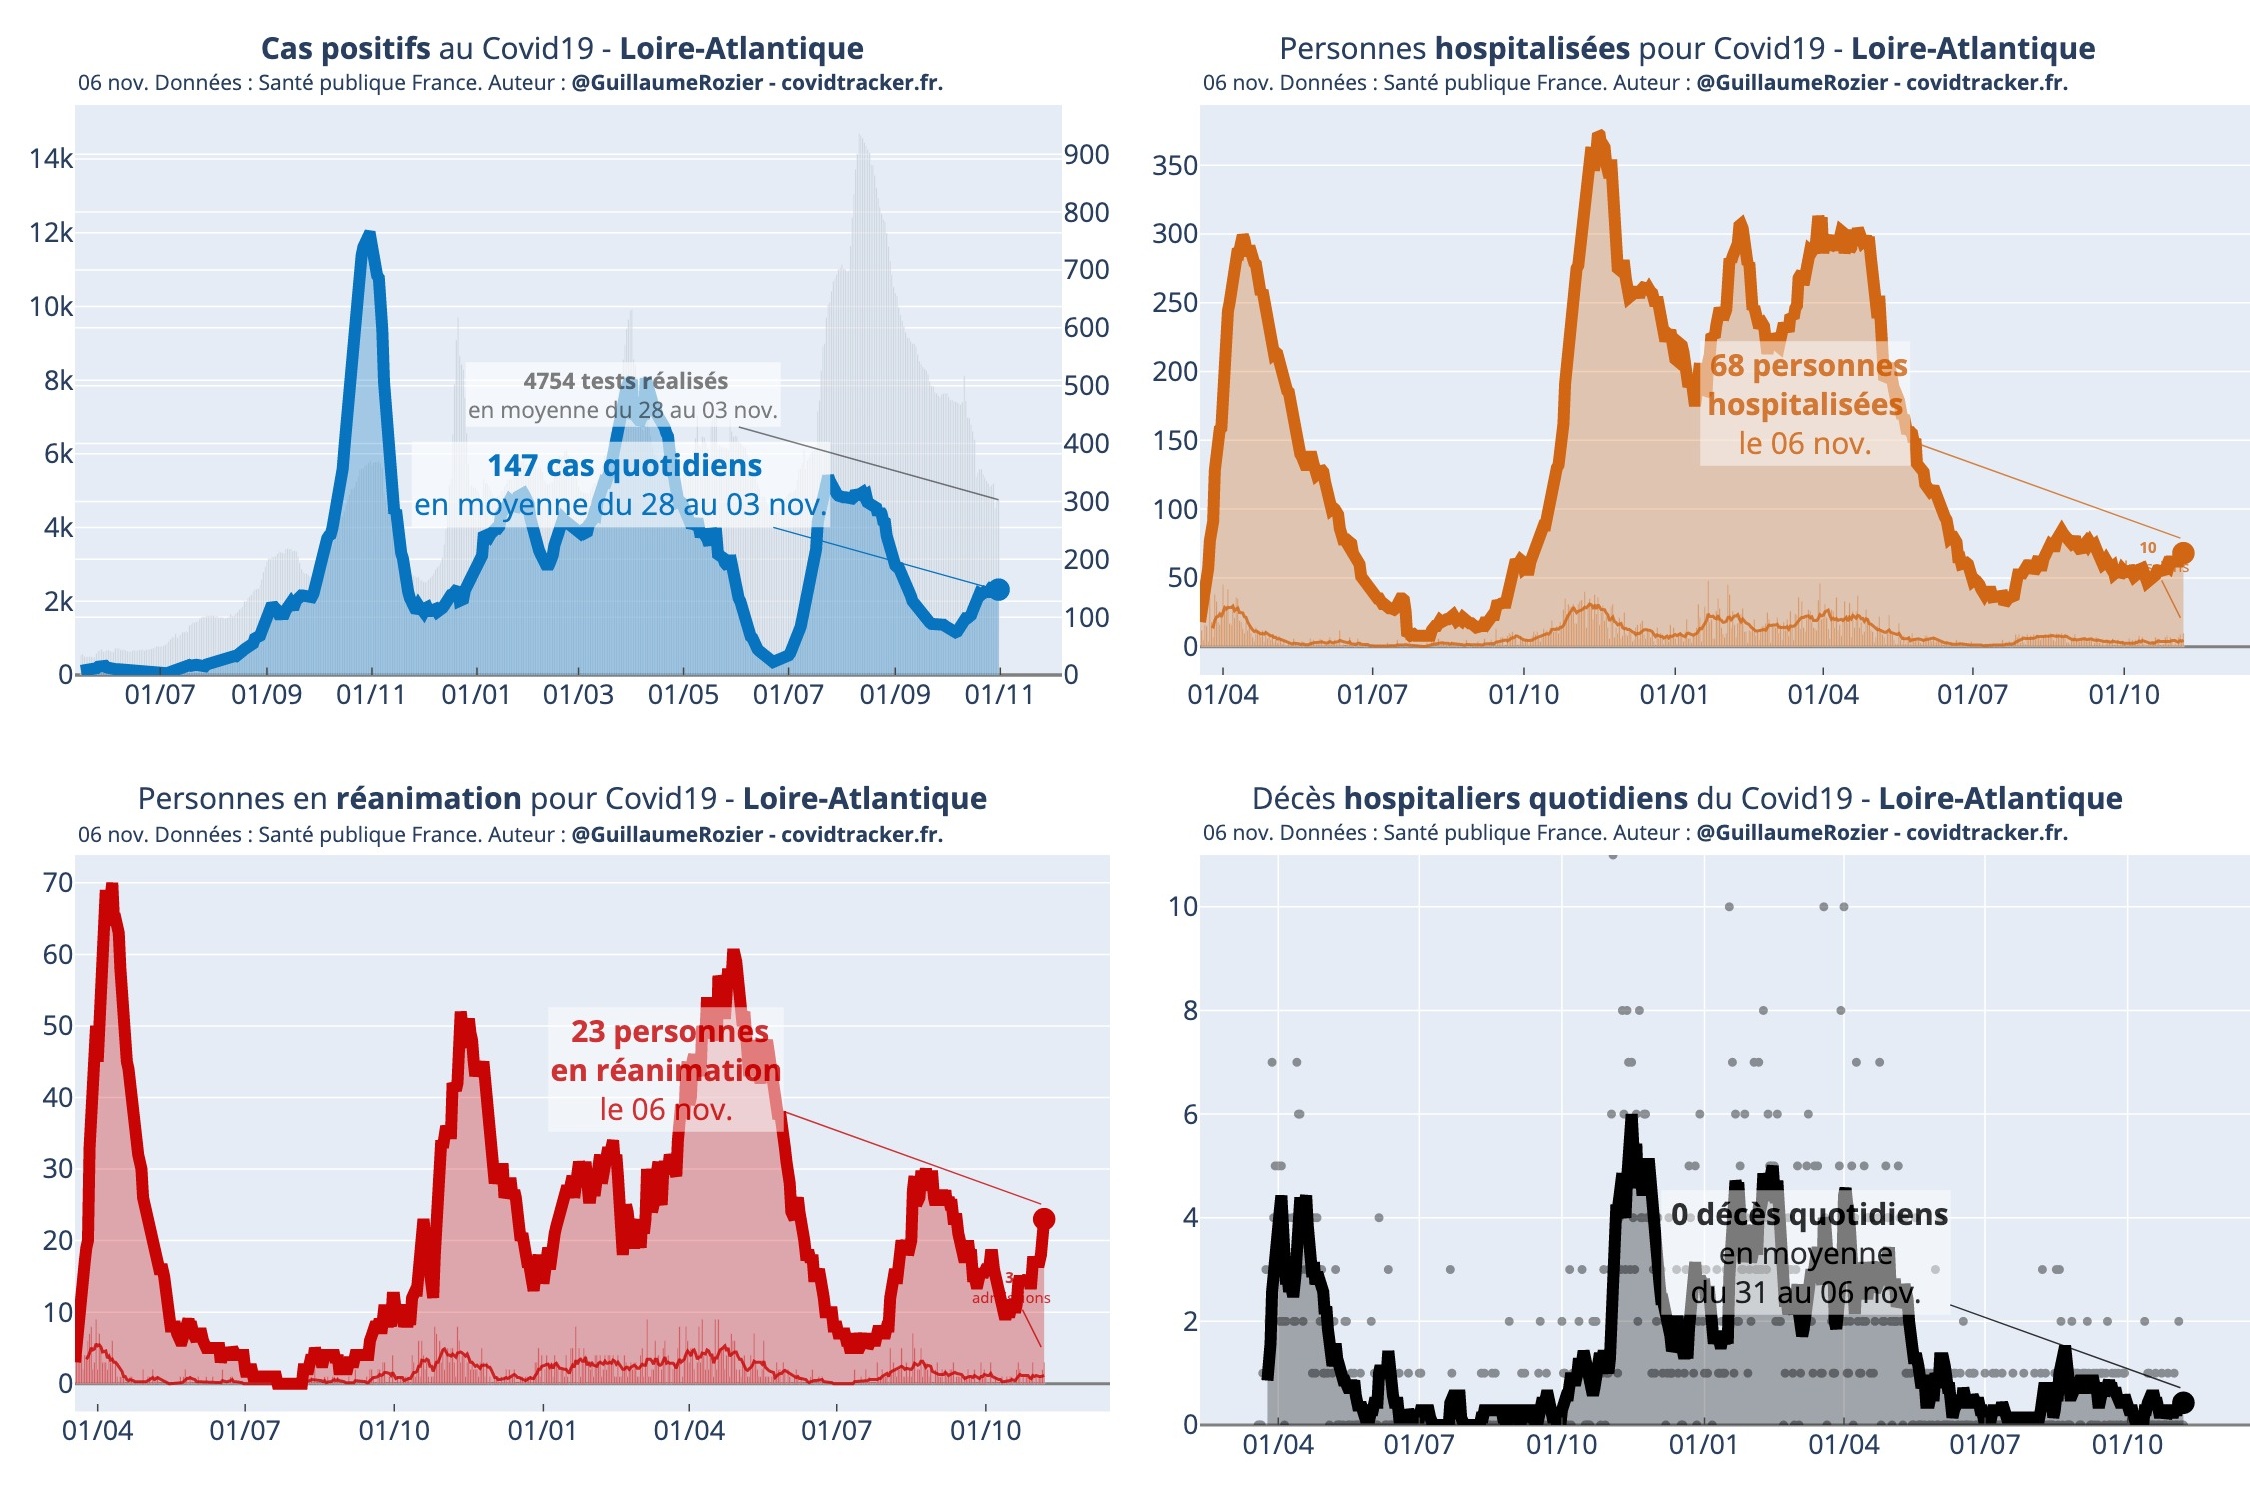 Cas positifs au Covid19 - Loire-Atlantique
06 nov. Données : Santé publique France. Auteur : @GuillaumeRozier - covidtracker.fr.
14k
12k
10k
8k
6k
4k
2k
0
900
800
700
600
500
400
300
200
100
0
4754 tests réalisés
en moyenne du 28 au 03 nov.
147 cas quotidiens
en moyenne du 28 au 03 nov.
01/07 01/09 01/11 01/01 01/03 01/05 01/07 01/09 01/11
Personnes hospitalisées pour Covid19 - Loire-Atlantique
06 nov. Données : Santé publique France. Auteur : @GuillaumeRozier - covidtracker.fr.
350
300
250
200
150
100
50
0
68 personnes
hospitalisées
le 06 nov.
10
01/04 01/07 01/10 01/01 01/04 01/07 01/10
Personnes en réanimation pour Covid19 - Loire-Atlantique
06 nov. Données : Santé publique France. Auteur : @GuillaumeRozier - covidtracker.fr.
70
60
50
40
30
20
10
0
23 personnes
en réanimation
le 06 nov.
3
admissions
01/04 01/07 01/10 01/01 01/04 01/07 01/10
Décès hospitaliers quotidiens du Covid19 - Loire-Atlantique
06 nov. Données : Santé publique France. Auteur : @GuillaumeRozier - covidtracker.fr.
10
8
6
4
2
0
0 décès quotidiens
en moyenne
du 31 au 06 nov.
01/04 01/07 01/10 01/01 01/04 01/07 01/10